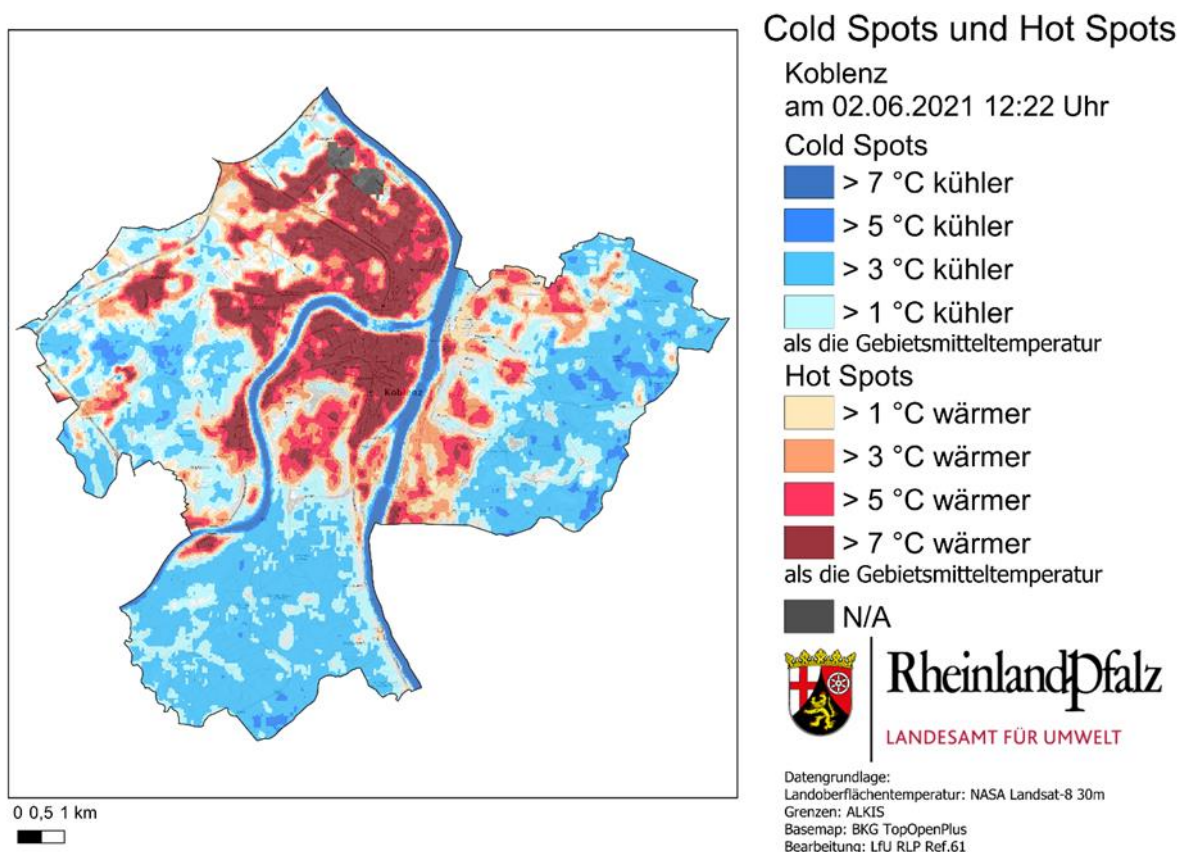 Cold Spots und Hot Spots
Koblenz
am 02.06.2021 12:22 Uhr
Cold Spots
> 7 °C kühler
> 5 °C kühler
> 3 °C kühler
> 1 °C kühler
als die Gebietsmitteltemperatur
Hot Spots
> 1 °C wärmer
> 3 °C wärmer
> 5 °C wärmer
> 7 °C wärmer
als die Gebietsmitteltemperatur
N/A
RheinlandPfalz
LANDESAMT FÜR UMWELT
Datengrundlage:
Landoberflächentemperatur: NASA Landsat-8 30m
Grenzen: ALKIS
Basemap: BKG TopOpenPlus
Bearbeitung: LfU RLP Ref.61
Koblenz
0 0,5 1 km